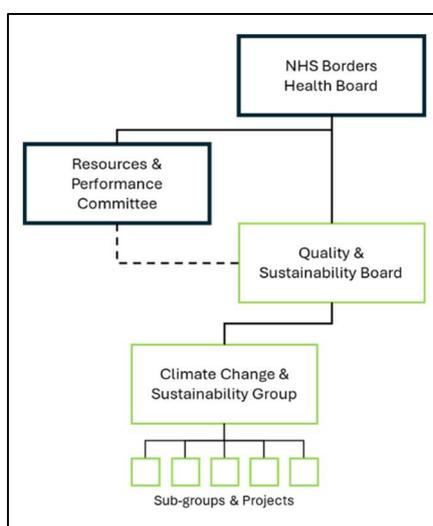 NHS Borders
Health Board
Resources &
Performance
Committee
Quality &
Sustainability Board
Climate Change &
Sustainability Group
Sub-groups & Projects